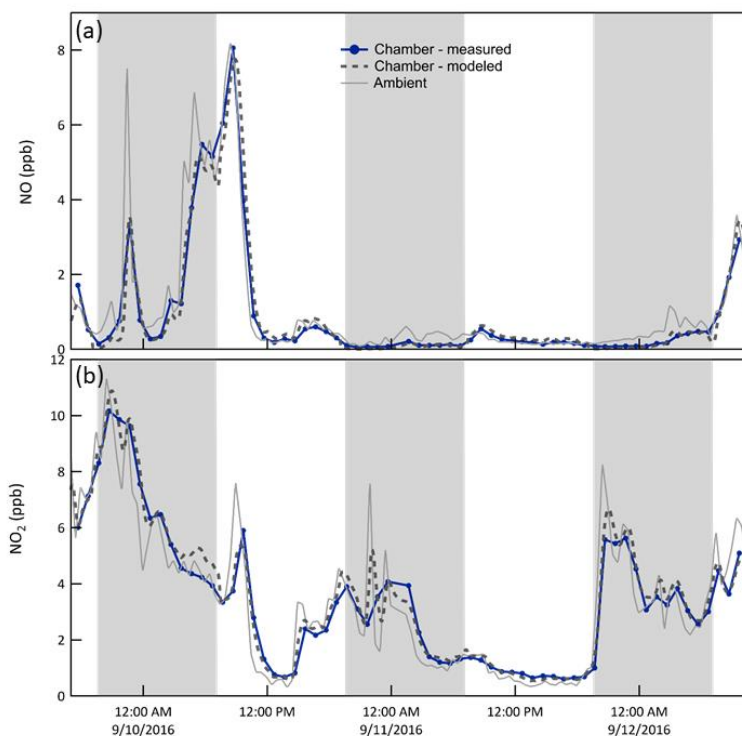 (a)
Chamber - measured
Chamber - modeled
Ambient
8
6
4
2
0
NO (ppb)
(b)
12
10
8
6
4
2
0
NO₂ (ppb)
12:00 AM 12:00 PM 12:00 AM 12:00 PM 12:00 AM
9/10/2016 9/11/2016 9/12/2016